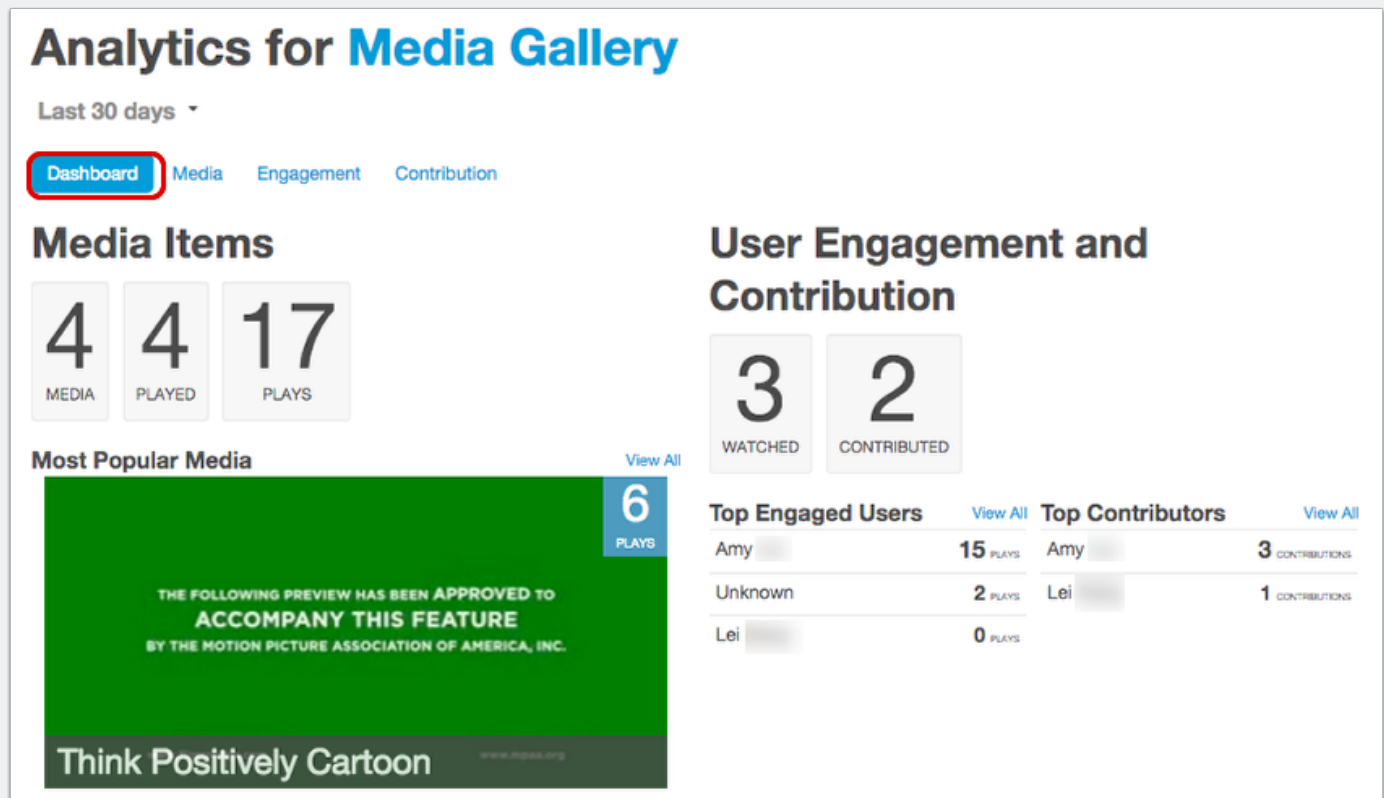 Analytics for Media Gallery
Last 30 days
Dashboard Media Engagement Contribution
Media Items
4
MEDIA
4
PLAYED
17
PLAYS
Most Popular Media View All
6
PLAYS
THE FOLLOWING PREVIEW HAS BEEN APPROVED TO
ACCOMPANY THIS FEATURE
BY THE MOTION PICTURE ASSOCIATION OF AMERICA, INC.
Think Positively Cartoon
www.mpaa.org
User Engagement and
Contribution
3
WATCHED
2
CONTRIBUTED
Top Engaged Users View All
Amy 15 PLAYS
Unknown 2 PLAYS
Lei 0 PLAYS
Top Contributors View All
Amy 3 CONTRIBUTIONS
Lei 1 CONTRIBUTIONS